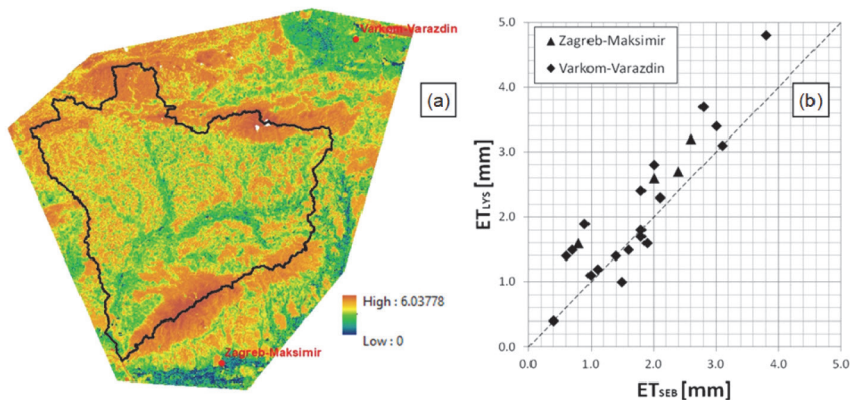 Varkom-Varazdin
(a)
High : 6.03778
Low : 0
Zagreb-Maksimir
5.0
4.0
3.0
2.0
1.0
0.0
ETLYS [mm]
Zagreb-Maksimir
Varkom-Varazdin
(b)
0.0 1.0 2.0 3.0 4.0 5.0
ETSEB [mm]